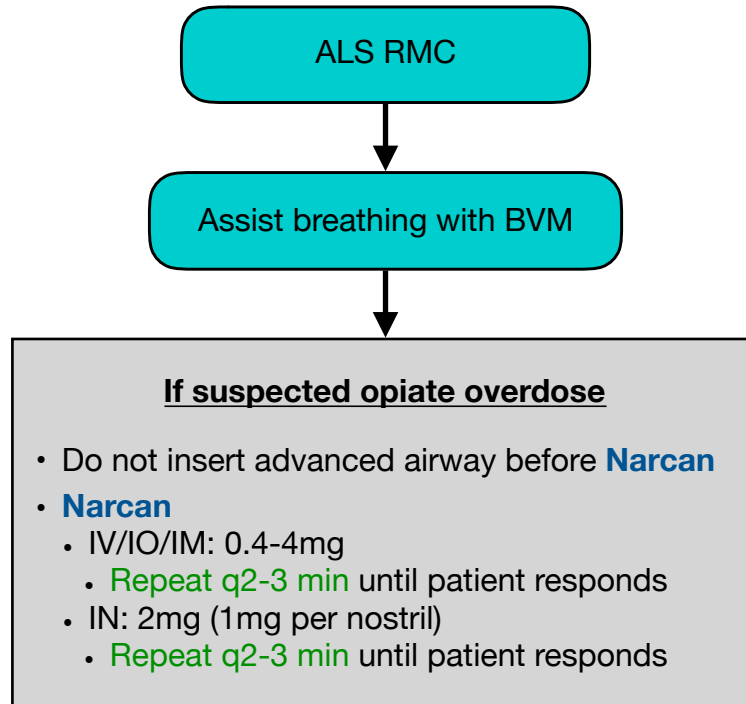 ALS RMC
Assist breathing with BVM
If suspected opiate overdose
• Do not insert advanced airway before Narcan
• Narcan
• IV/IO/IM: 0.4-4mg
• Repeat q2-3 min until patient responds
• IN: 2mg (1mg per nostril)
• Repeat q2-3 min until patient responds